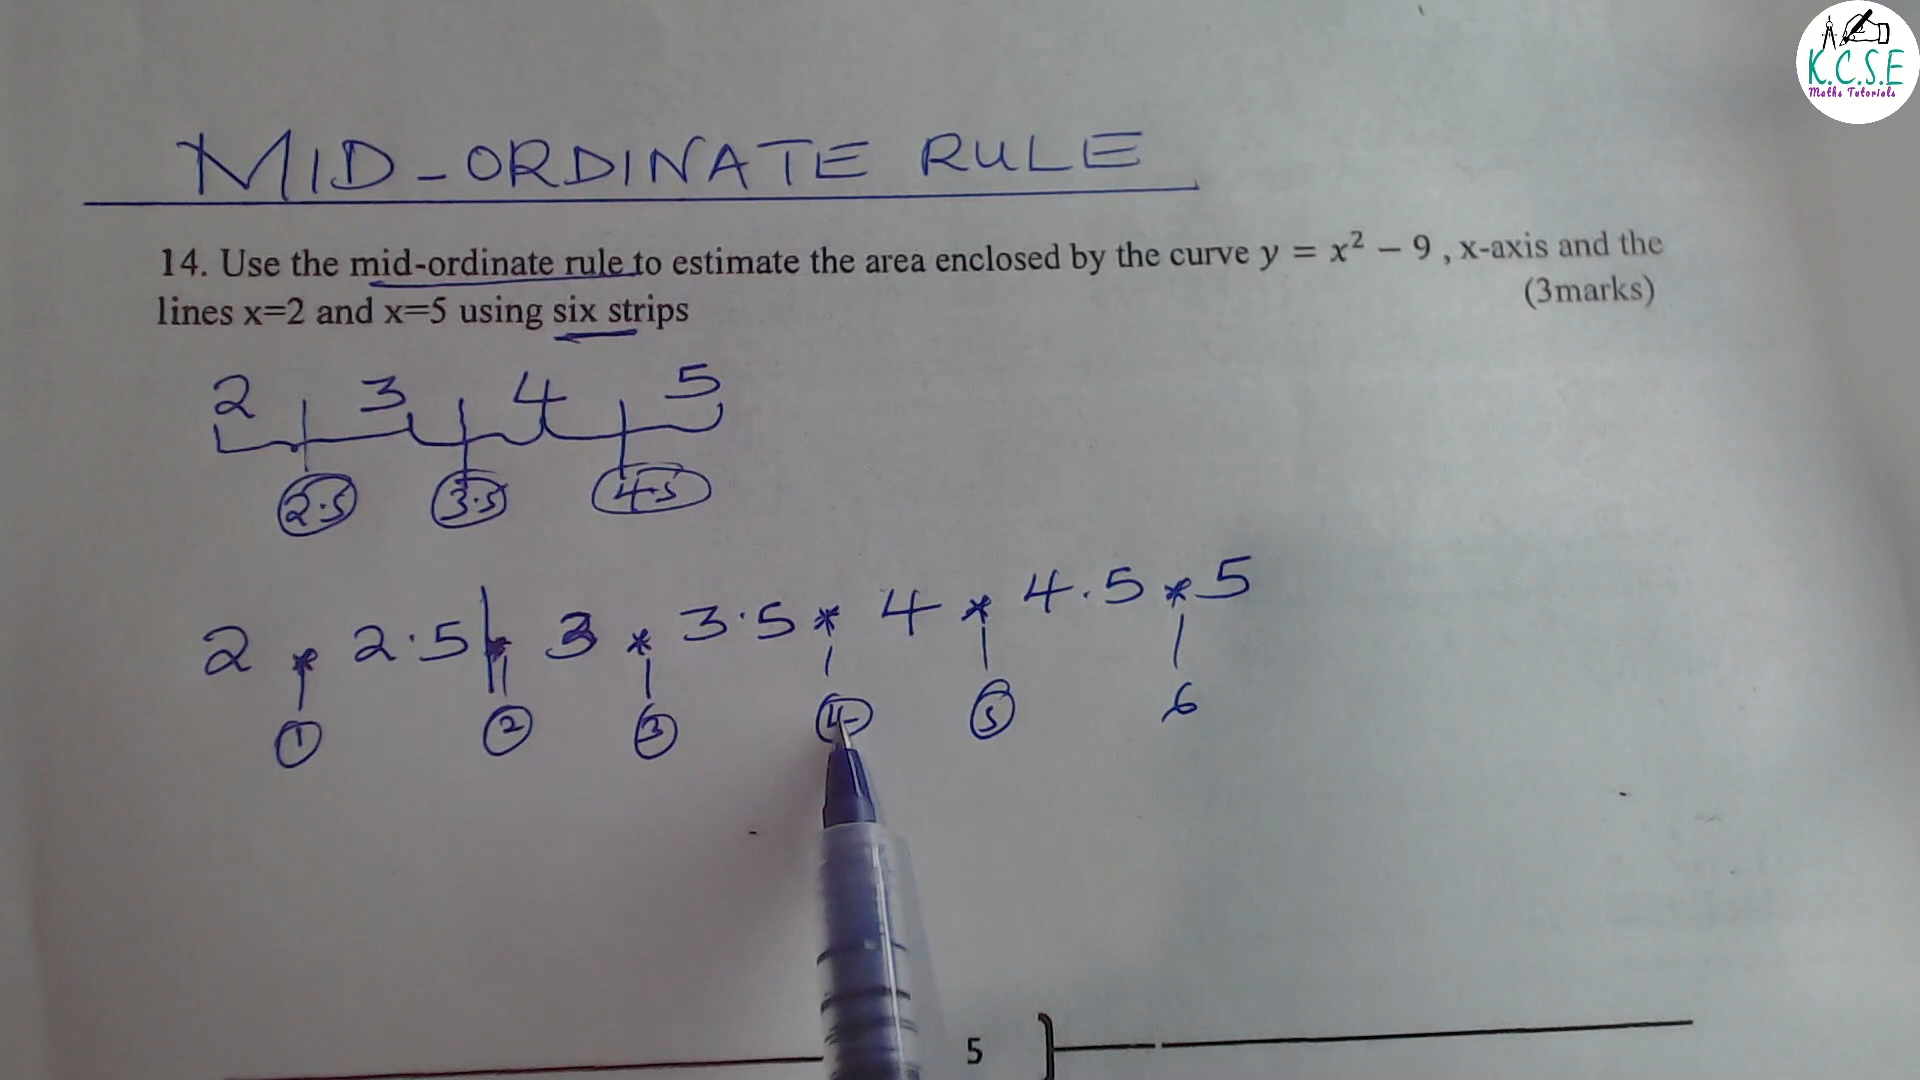 K.C.S.E
Maths Tutorials
MID-ORDINATE RULE
14. Use the mid-ordinate rule to estimate the area enclosed by the curve y = x² − 9 , x-axis and the
lines x=2 and x=5 using six strips (3marks)
2 3 4 5
2.5 3.5 4.5
2 * 2.5 * 3 * 3.5 * 4 * 4.5 * 5
1 2 3 4 5 6
5